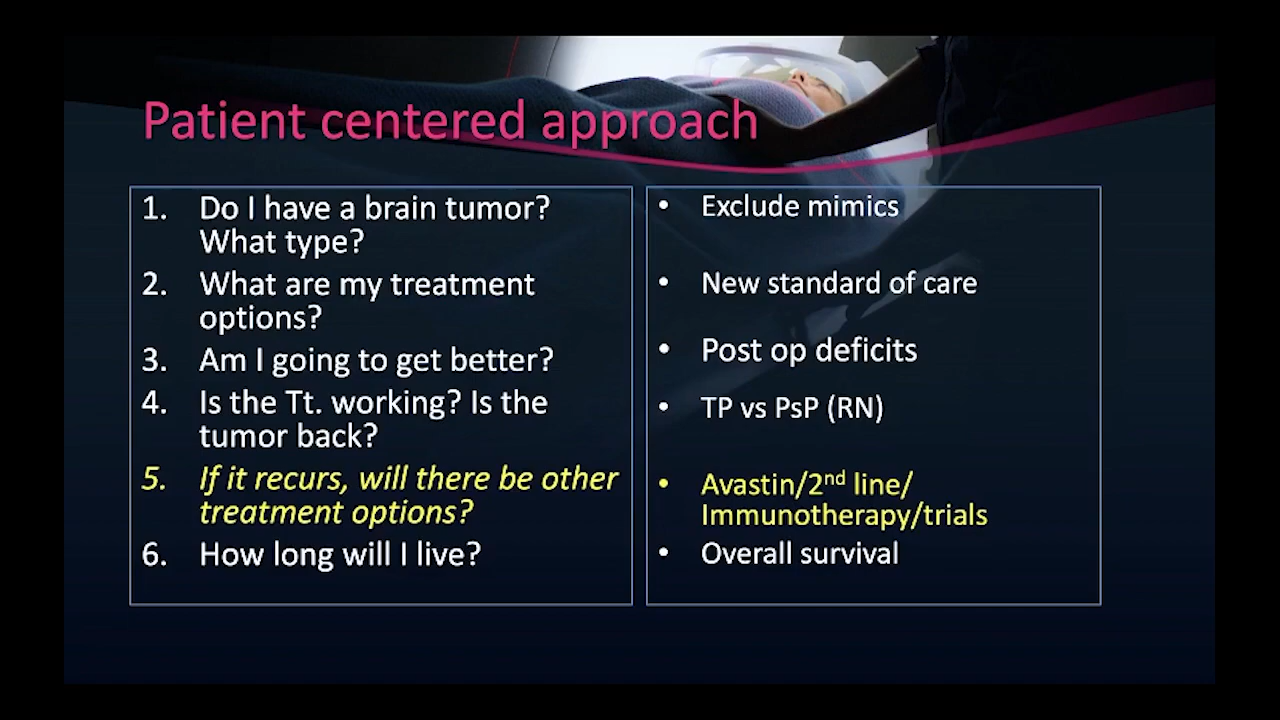 Patient centered approach
1. Do I have a brain tumor?
What type?
2. What are my treatment
options?
3. Am I going to get better?
4. Is the Tt. working? Is the
tumor back?
5. If it recurs, will there be other
treatment options?
6. How long will I live?
• Exclude mimics
• New standard of care
• Post op deficits
• TP vs PsP (RN)
• Avastin/2nd line/
Immunotherapy/trials
• Overall survival